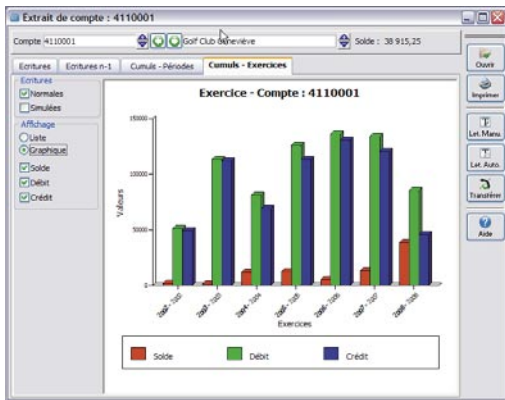 Extrait de compte : 4110001
Compte 4110001 Golf Club Geneviève Solde : 38 915,25
Ecritures Ecritures n-1 Cumuls - Périodes Cumuls - Exercices
Ecritures
Normales
Simulées
Affichage
Liste
Graphique
Solde
Débit
Crédit
Exercice - Compte : 4110001
Valeurs
150000
100000
50000
0
Exercices
Solde Débit Crédit
Ouvrir
Imprimer
Let. Manu
Let. Auto.
Transférer
Aide